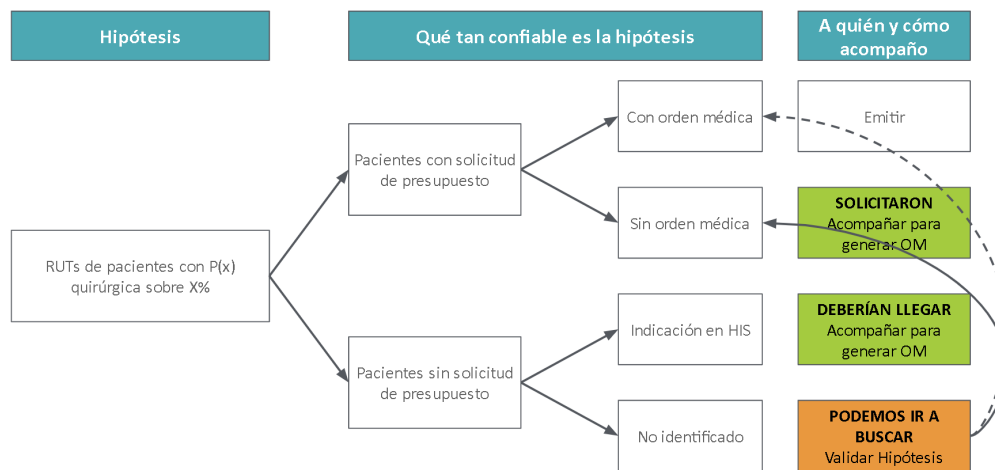 Hipótesis
Qué tan confiable es la hipótesis
A quién y cómo
acompaño
Con orden médica
Emitir
Pacientes con solicitud
de presupuesto
Sin orden médica
SOLICITARON
Acompañar para
generar OM
RUTs de pacientes con P(x)
quirúrgica sobre X%
Pacientes sin solicitud
de presupuesto
Indicación en HIS
DEBERÍAN LLEGAR
Acompañar para
generar OM
No identificado
PODEMOS IR A
BUSCAR
Validar Hipótesis